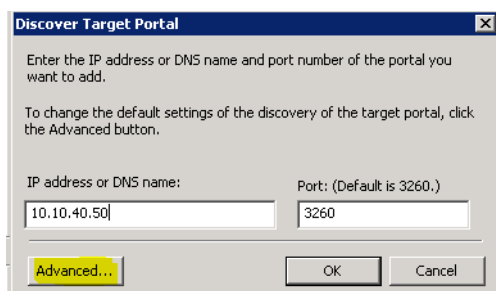 Discover Target Portal
Enter the IP address or DNS name and port number of the portal you
want to add.
To change the default settings of the discovery of the target portal, click
the Advanced button.
IP address or DNS name:
Port: (Default is 3260.)
10.10.40.50
3260
Advanced...
OK
Cancel